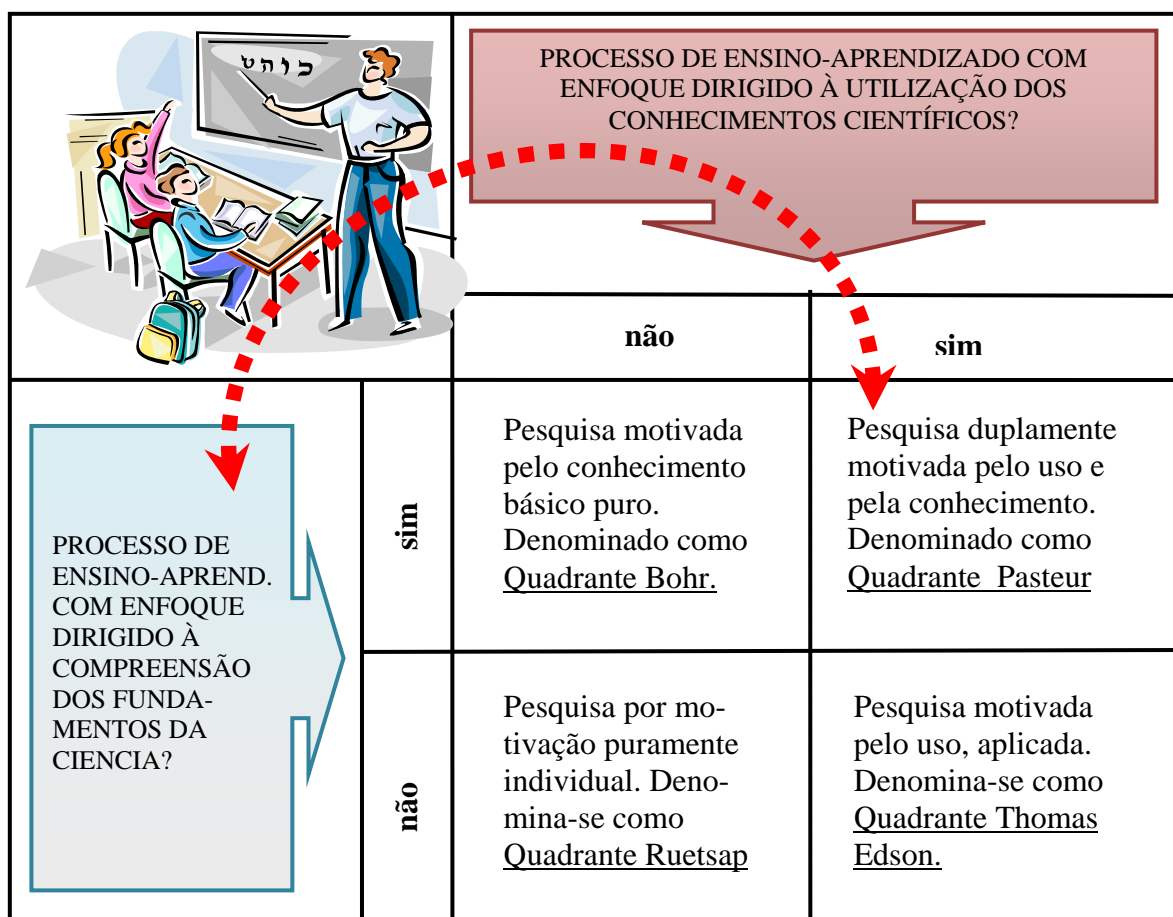 PROCESSO DE ENSINO-APRENDIZADO COM
ENFOQUE DIRIGIDO À UTILIZAÇÃO DOS
CONHECIMENTOS CIENTÍFICOS?
não
sim
PROCESSO DE
ENSINO-APREND.
COM ENFOQUE
DIRIGIDO À
COMPREENSÃO
DOS FUNDA-
MENTOS DA
CIENCIA?
sim
Pesquisa motivada
pelo conhecimento
básico puro.
Denominado como
Quadrante Bohr.
Pesquisa duplamente
motivada pelo uso e
pela conhecimento.
Denominado como
Quadrante Pasteur
não
Pesquisa por mo-
tivação puramente
individual. Deno-
mina-se como
Quadrante Ruetsap
Pesquisa motivada
pelo uso, aplicada.
Denomina-se como
Quadrante Thomas
Edson.